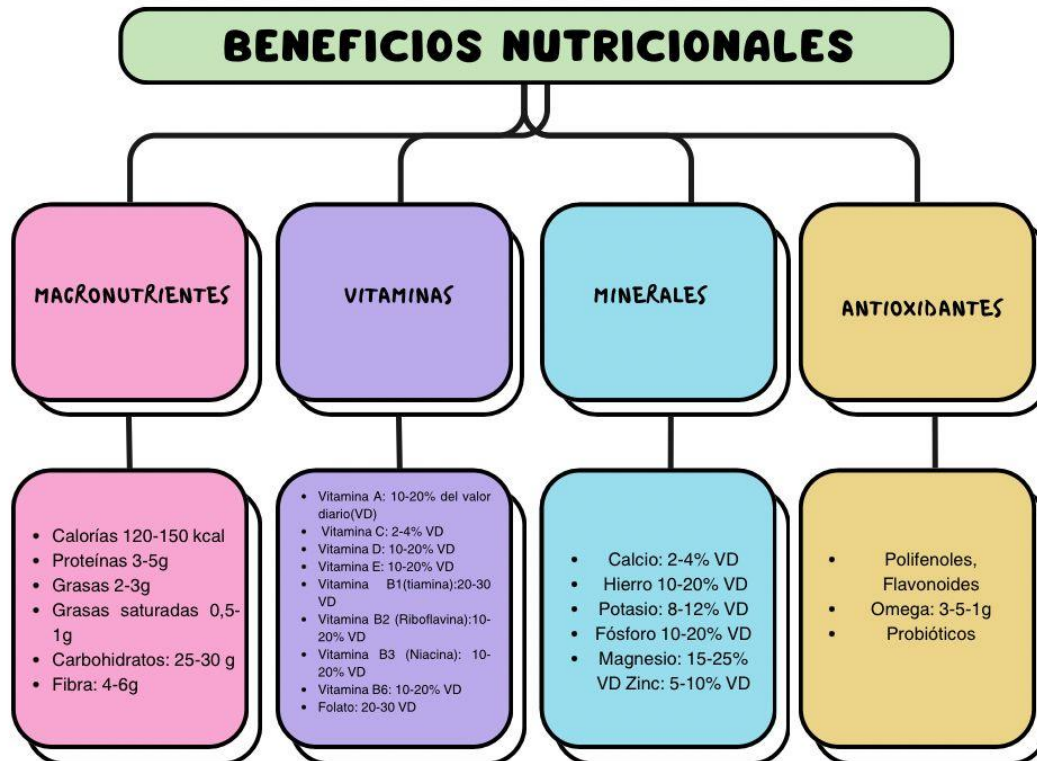 BENEFICIOS NUTRICIONALES
MACRONUTRIENTES
VITAMINAS
MINERALES
ANTIOXIDANTES
• Calorías 120-150 kcal
• Proteínas 3-5g
• Grasas 2-3g
• Grasas saturadas 0,5-
1g
• Carbohidratos: 25-30 g
• Fibra: 4-6g
• Vitamina A: 10-20% del valor
diario(VD)
• Vitamina C: 2-4% VD
• Vitamina D: 10-20% VD
• Vitamina E: 10-20% VD
• Vitamina B1(tiamina):20-30
VD
• Vitamina B2 (Riboflavina):10-
20% VD
• Vitamina B3 (Niacina): 10-
20% VD
• Vitamina B6: 10-20% VD
• Folato: 20-30 VD
• Calcio: 2-4% VD
• Hierro 10-20% VD
• Potasio: 8-12% VD
• Fósforo 10-20% VD
• Magnesio: 15-25%
VD Zinc: 5-10% VD
• Polifenoles,
Flavonoides
• Omega: 3-5-1g
• Probióticos